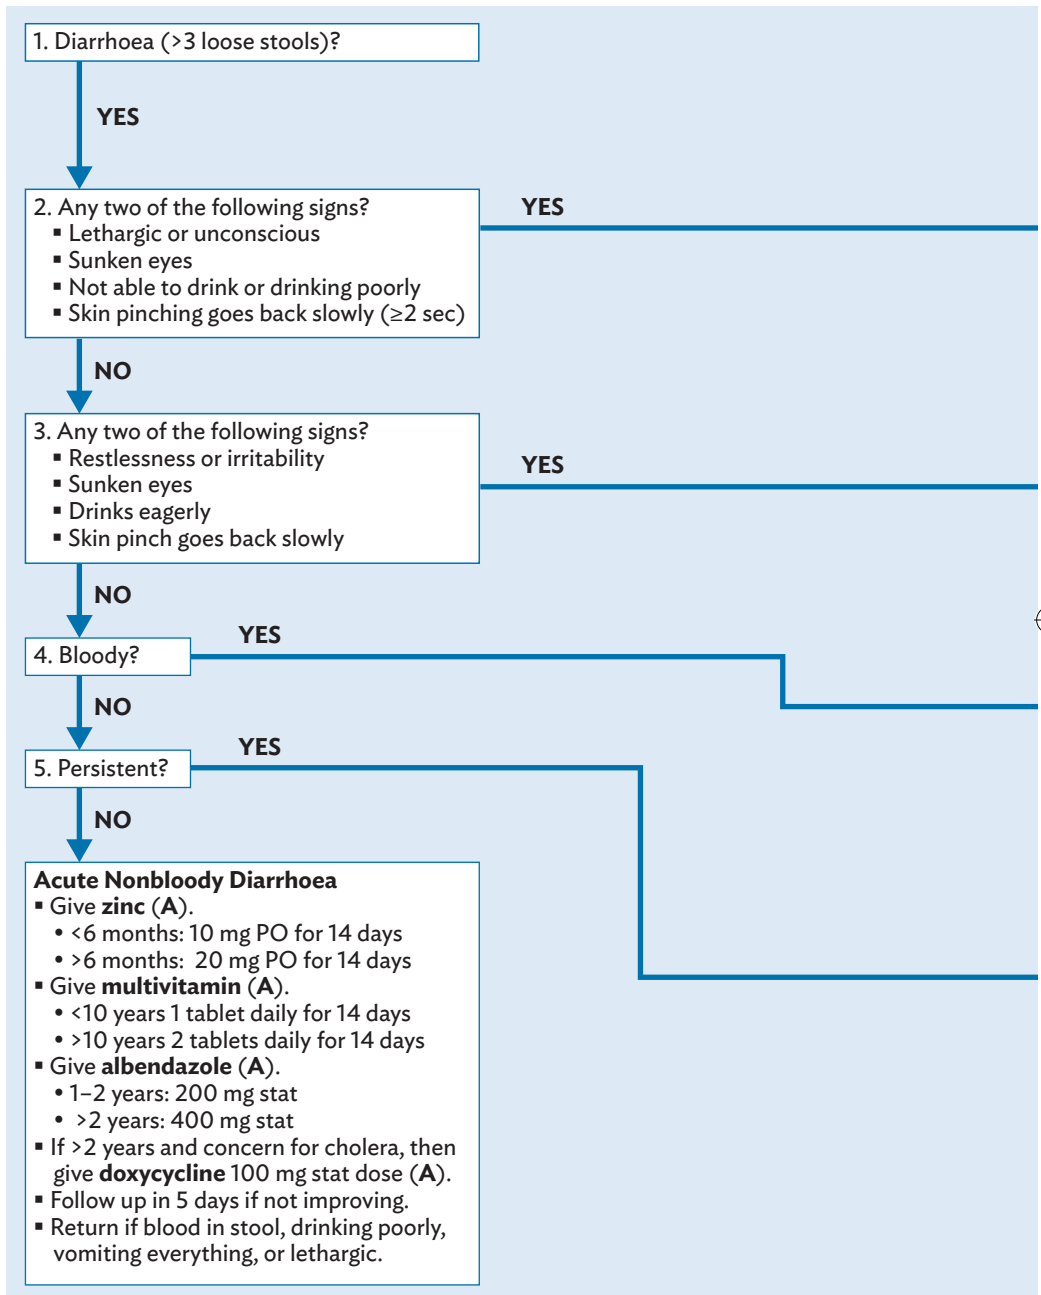 1. Diarrhoea (>3 loose stools)?
YES
2. Any two of the following signs?
▪ Lethargic or unconscious
▪ Sunken eyes
▪ Not able to drink or drinking poorly
▪ Skin pinching goes back slowly (≥2 sec)
YES
NO
3. Any two of the following signs?
▪ Restlessness or irritability
▪ Sunken eyes
▪ Drinks eagerly
▪ Skin pinch goes back slowly
YES
NO
4. Bloody?
YES
NO
5. Persistent?
YES
NO
Acute Nonbloody Diarrhoea
▪ Give zinc (A).
• <6 months: 10 mg PO for 14 days
• >6 months: 20 mg PO for 14 days
▪ Give multivitamin (A).
• <10 years 1 tablet daily for 14 days
• >10 years 2 tablets daily for 14 days
▪ Give albendazole (A).
• 1–2 years: 200 mg stat
• >2 years: 400 mg stat
▪ If >2 years and concern for cholera, then
give doxycycline 100 mg stat dose (A).
▪ Follow up in 5 days if not improving.
▪ Return if blood in stool, drinking poorly,
vomiting everything, or lethargic.